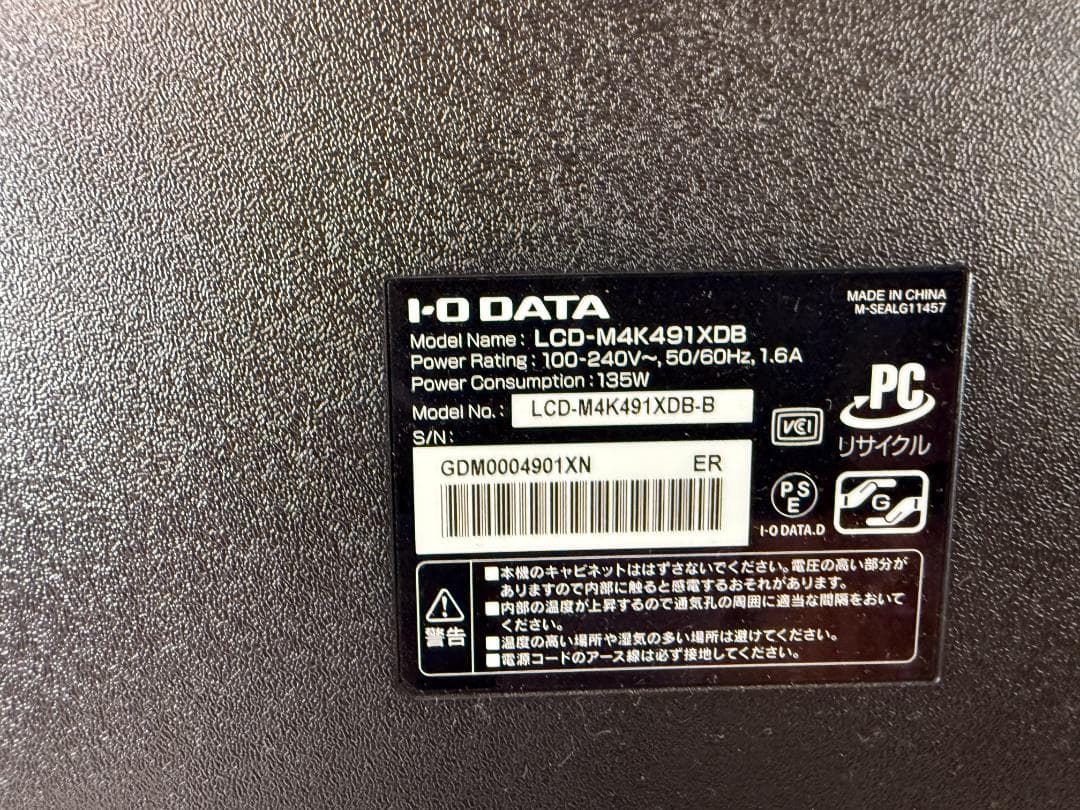 I-O DATA
MADE IN CHINA
M-SEALG11457
Model Name: LCD-M4K491XDB
Power Rating: 100-240V~, 50/60Hz, 1.6A
Power Consumption: 135W
Model No.: LCD-M4K491XDB-B
S/N:
GDM0004901XN ER
VCI
PC
リサイクル
PS
E
I-O DATA.D
G
警告
■本機のキャビネットははずさないでください。電圧の高い部分が
ありますので内部に触ると感電するおそれがあります。
■内部の温度が上昇するので通気孔の周囲に適当な間隔をおいて
ください。
■温度の高い場所や湿気の多い場所は避けてください。
■電源コードのアース線は必ず接地してください。